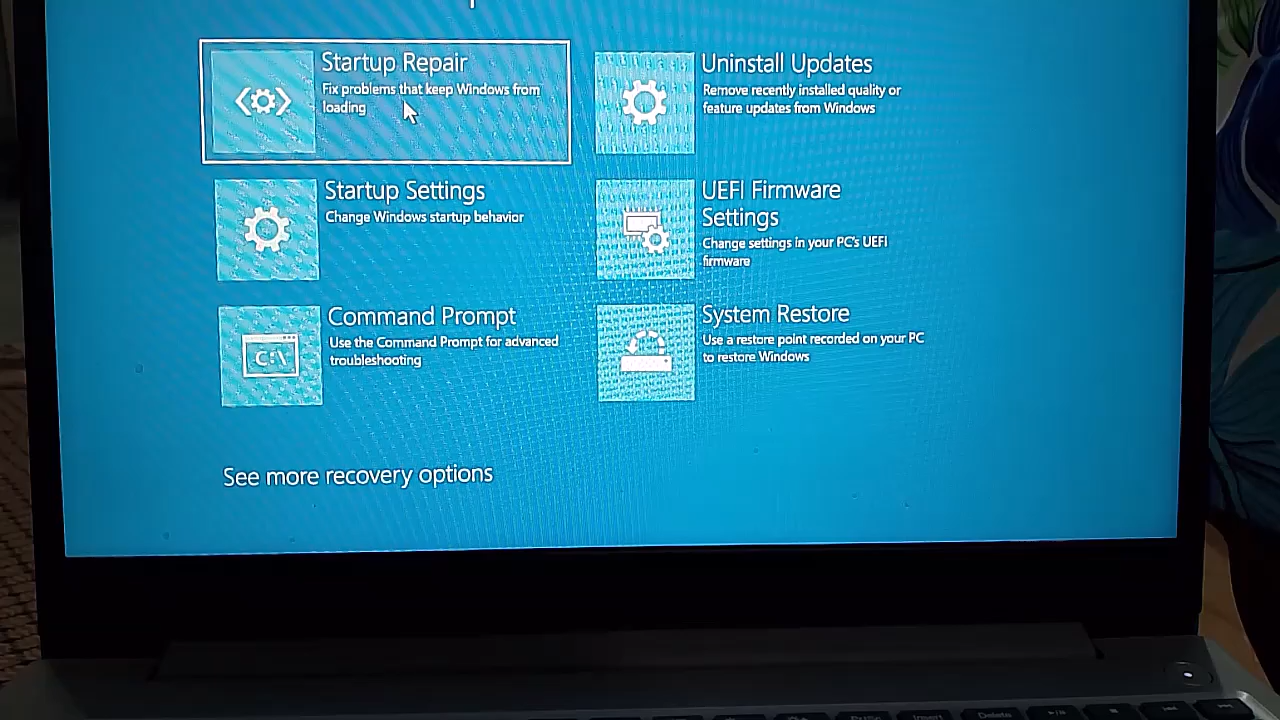 Startup Repair
Fix problems that keep Windows from
loading
Uninstall Updates
Remove recently installed quality or
feature updates from Windows
Startup Settings
Change Windows startup behavior
UEFI Firmware
Settings
Change settings in your PC's UEFI
firmware
C:\
Command Prompt
Use the Command Prompt for advanced
troubleshooting
System Restore
Use a restore point recorded on your PC
to restore Windows
See more recovery options
PrtSc
Insert
Delete